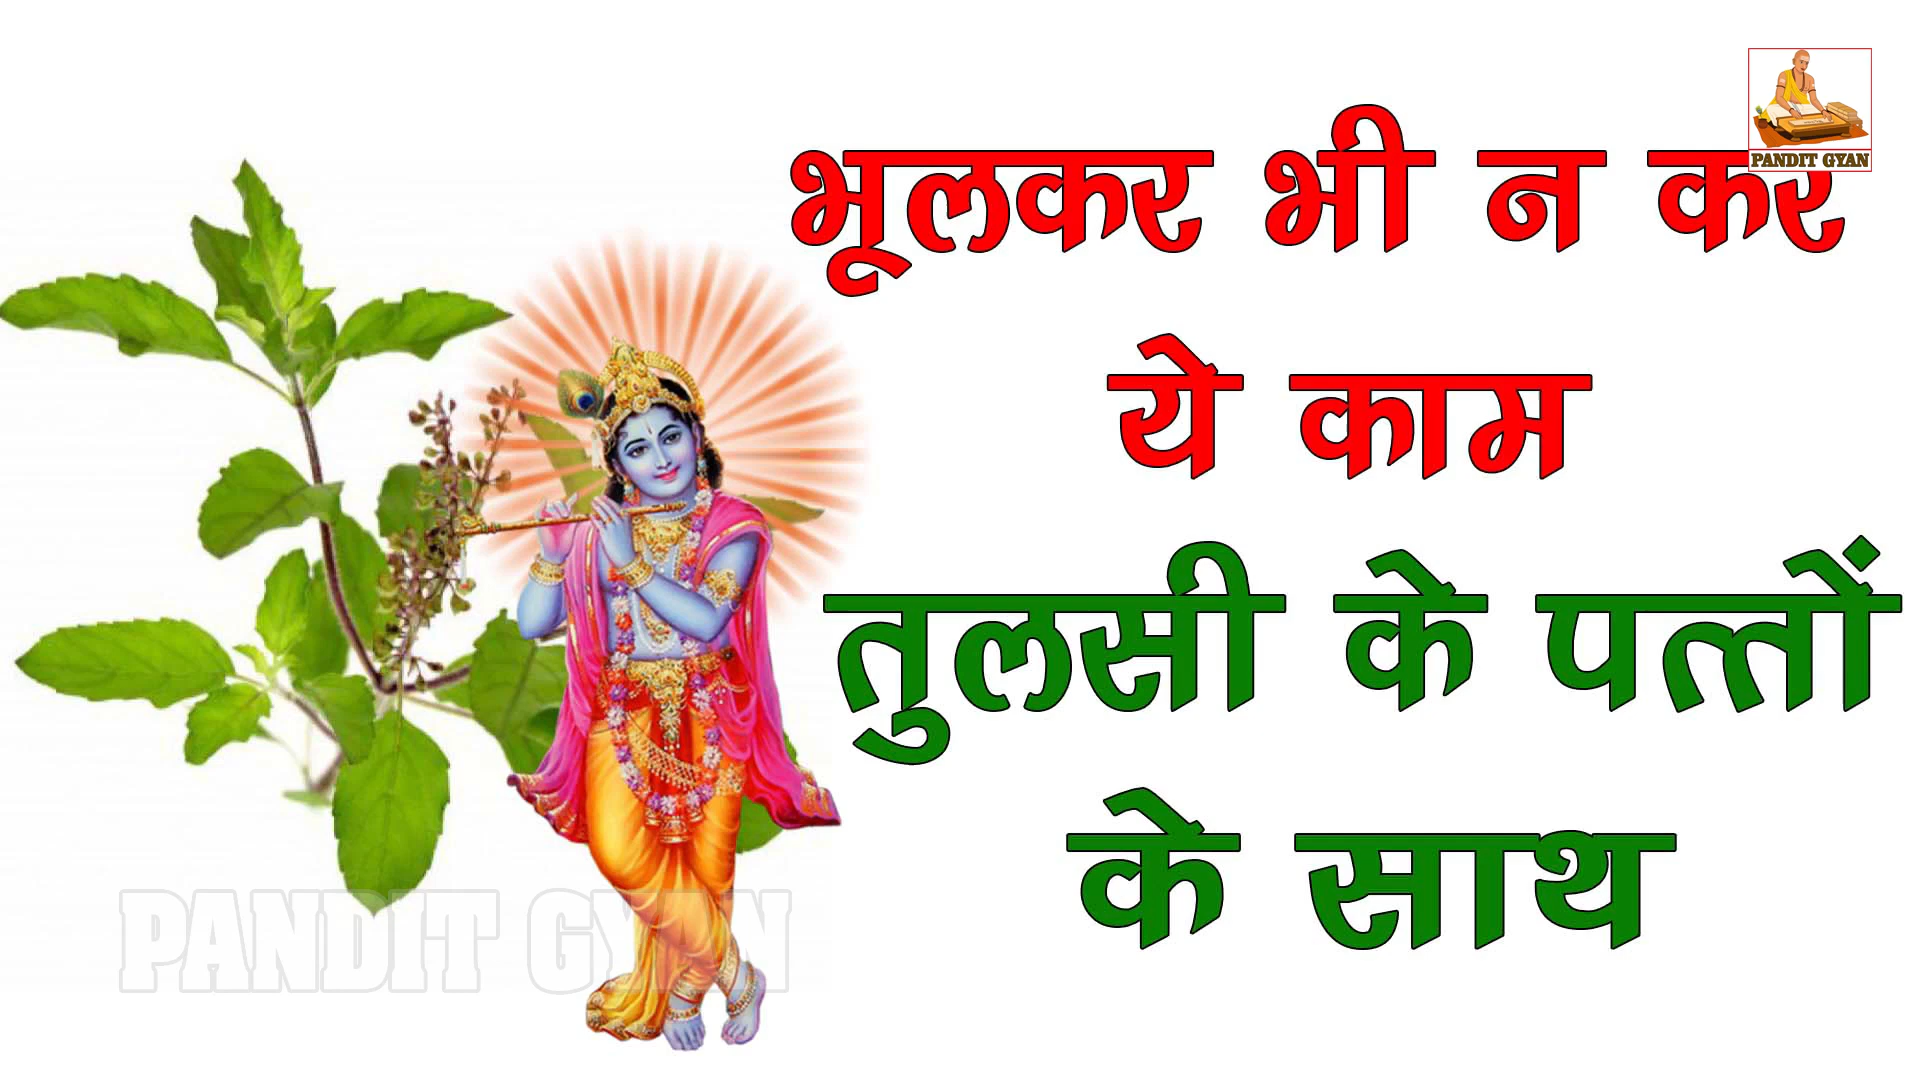 PANDIT GYAN
भूलकर भी न कर
ये काम
तुलसी के पत्तों
के साथ
PANDIT GYAN